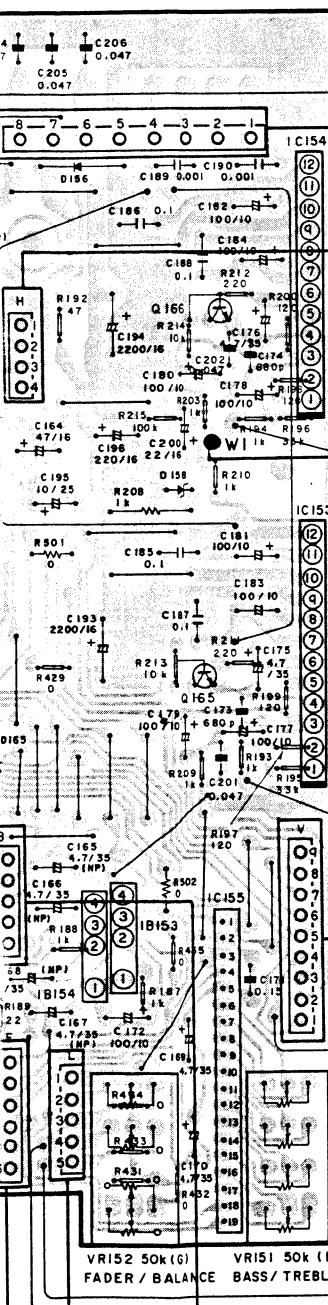 C206
0.047
C205
0.047
8 7 6 5 4 3 2 1
IC154
D156
C189 0.001
C190
0.001
C186 0.1
C182
100/10
C184
100/10
C188
0.1
R212
220
H
1
2
3
4
R192
47
C194
2200/16
Q166
R214
10k
C176
4.7/35
C174
680p
R200
120
C202
.047
C180
100/10
C178
100/10
R203
1k
R215
100k
R194
1k
R196
33k
C164
47/16
C196
220/16
C200
22/16
W1
C195
10/25
R208
1k
D158
R210
1k
IC153
R501
0
C185
0.1
C181
100/10
C183
100/10
C187
0.1
C193
2200/16
R429
0
R213
10k
220
C175
4.7
/35
Q165
R199
120
C173
680p
C179
100/10
C177
100/10
D165
R193
1k
R209
1k
C201
0.047
R195
33k
R197
120
C165
4.7/35
(NP)
C166
4.7/35
(NP)
R188
1k
IB153
R502
0
IC155
V
(NP)
IB154
R189
22
R187
1k
C167
4.7/35
(NP)
C172
100/10
C171
0.15
C169
4.7/35
R433
R431
C170
4.7/35
R432
0
VR152 50k(G)
FADER / BALANCE
VR151 50k
BASS/TREBL